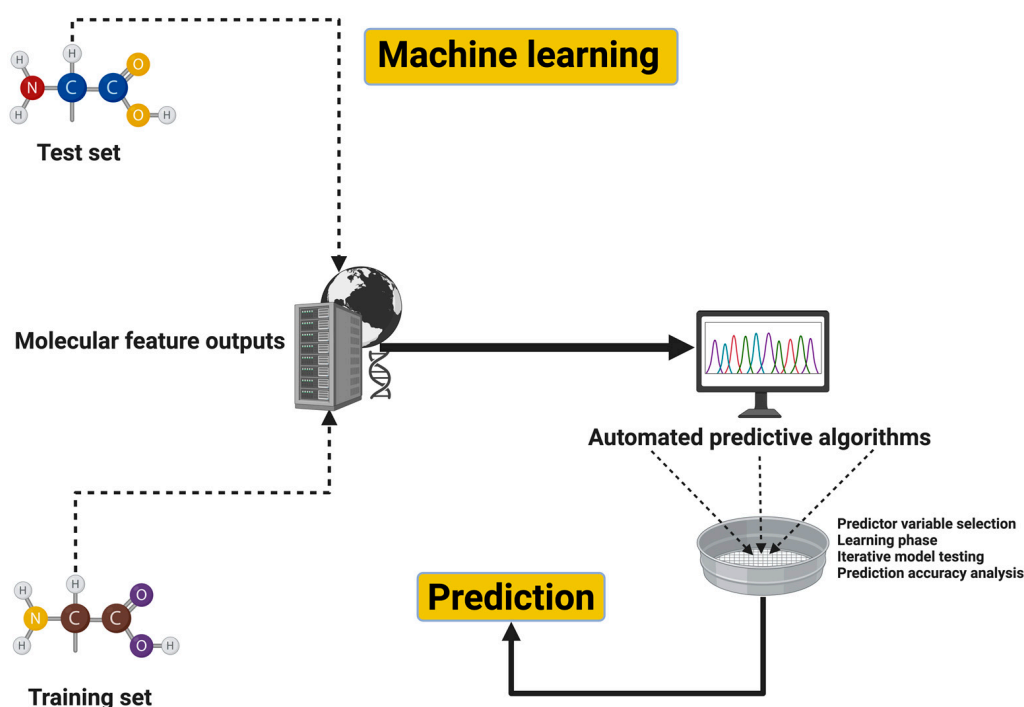 Machine learning
H
H
O
N
C
C
H
O
H
Test set
Molecular feature outputs
Automated predictive algorithms
Predictor variable selection
Learning phase
Iterative model testing
Prediction accuracy analysis
Prediction
H
H
O
N
C
C
H
O
H
Training set